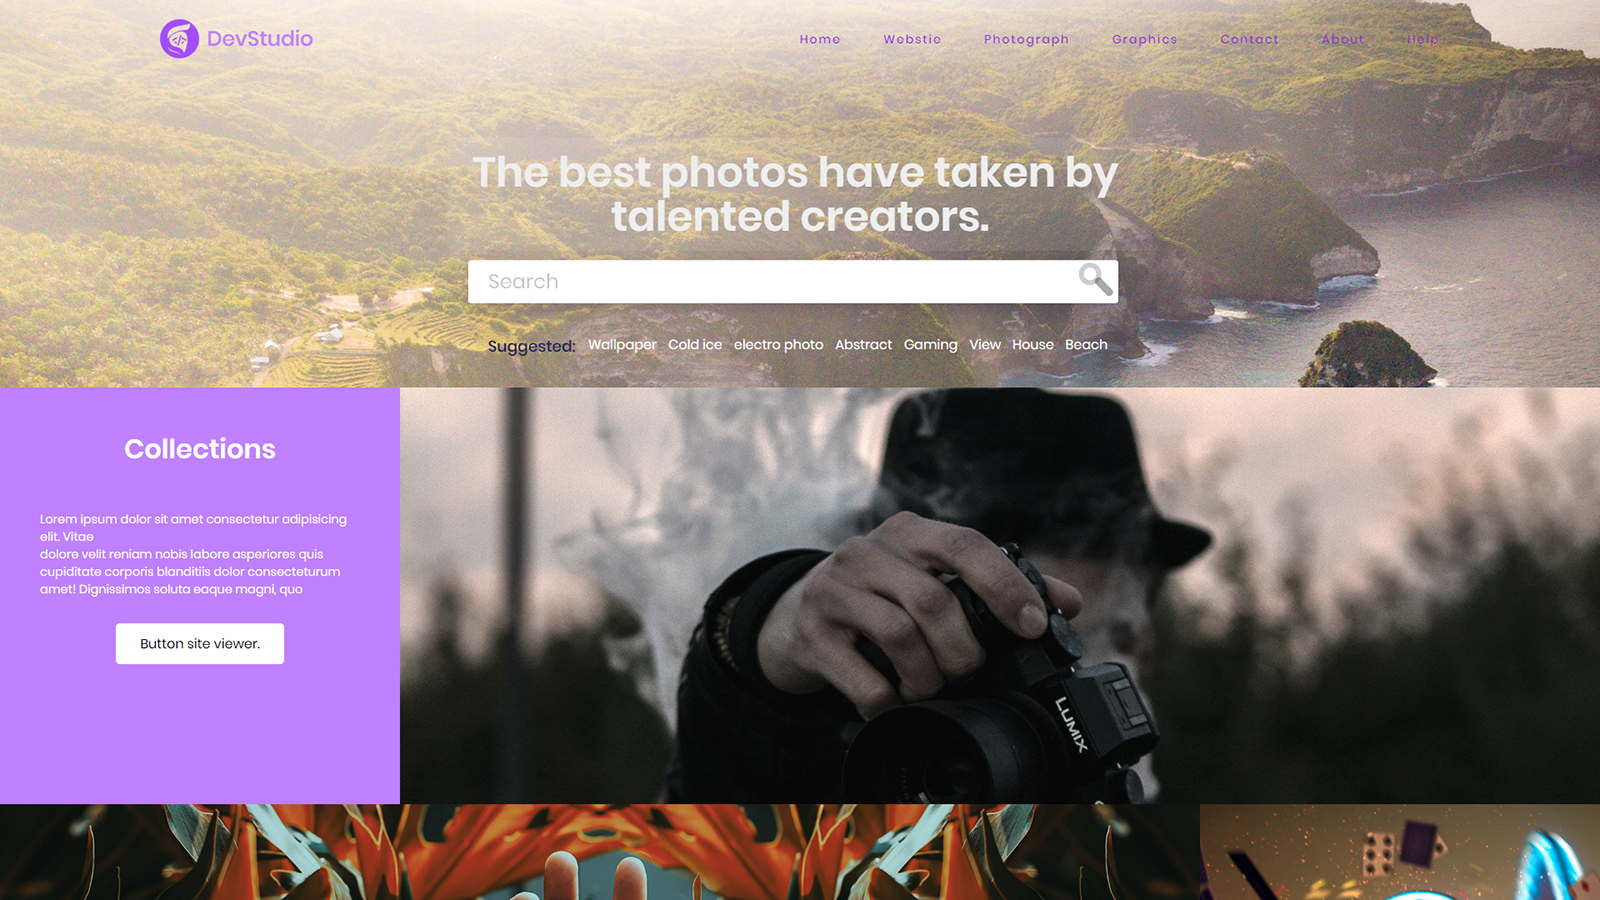 DevStudio
Home Webstie Photograph Graphics Contact About Help
The best photos have taken by
talented creators.
Search
Suggested: Wallpaper Cold ice electro photo Abstract Gaming View House Beach
Collections
Lorem ipsum dolor sit amet consectetur adipisicing
elit. Vitae
dolore velit reniam nobis labore asperiores quis
cupiditate corporis blanditiis dolor consecteturum
amet! Dignissimos soluta eaque magni, quo
Button site viewer.
LUMIX